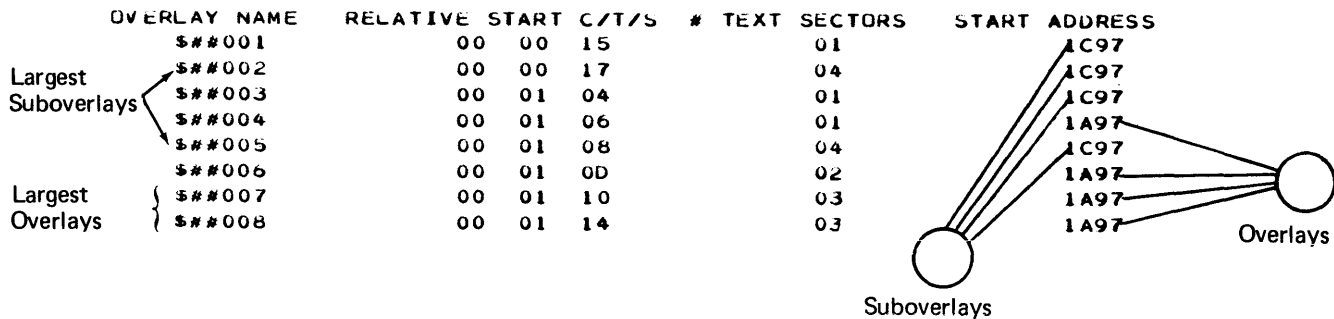 OVERLAY NAME RELATIVE START C/T/S # TEXT SECTORS START ADDRESS
$##001 00 00 15 01 1C97
$##002 00 00 17 04 1C97
Largest Suboverlays
$##003 00 01 04 01 1C97
$##004 00 01 06 01 1A97
$##005 00 01 08 04 1C97
$##006 00 01 0D 02 1A97
Largest Overlays
$##007 00 01 10 03 1A97
$##008 00 01 14 03 1A97
Overlays
Suboverlays